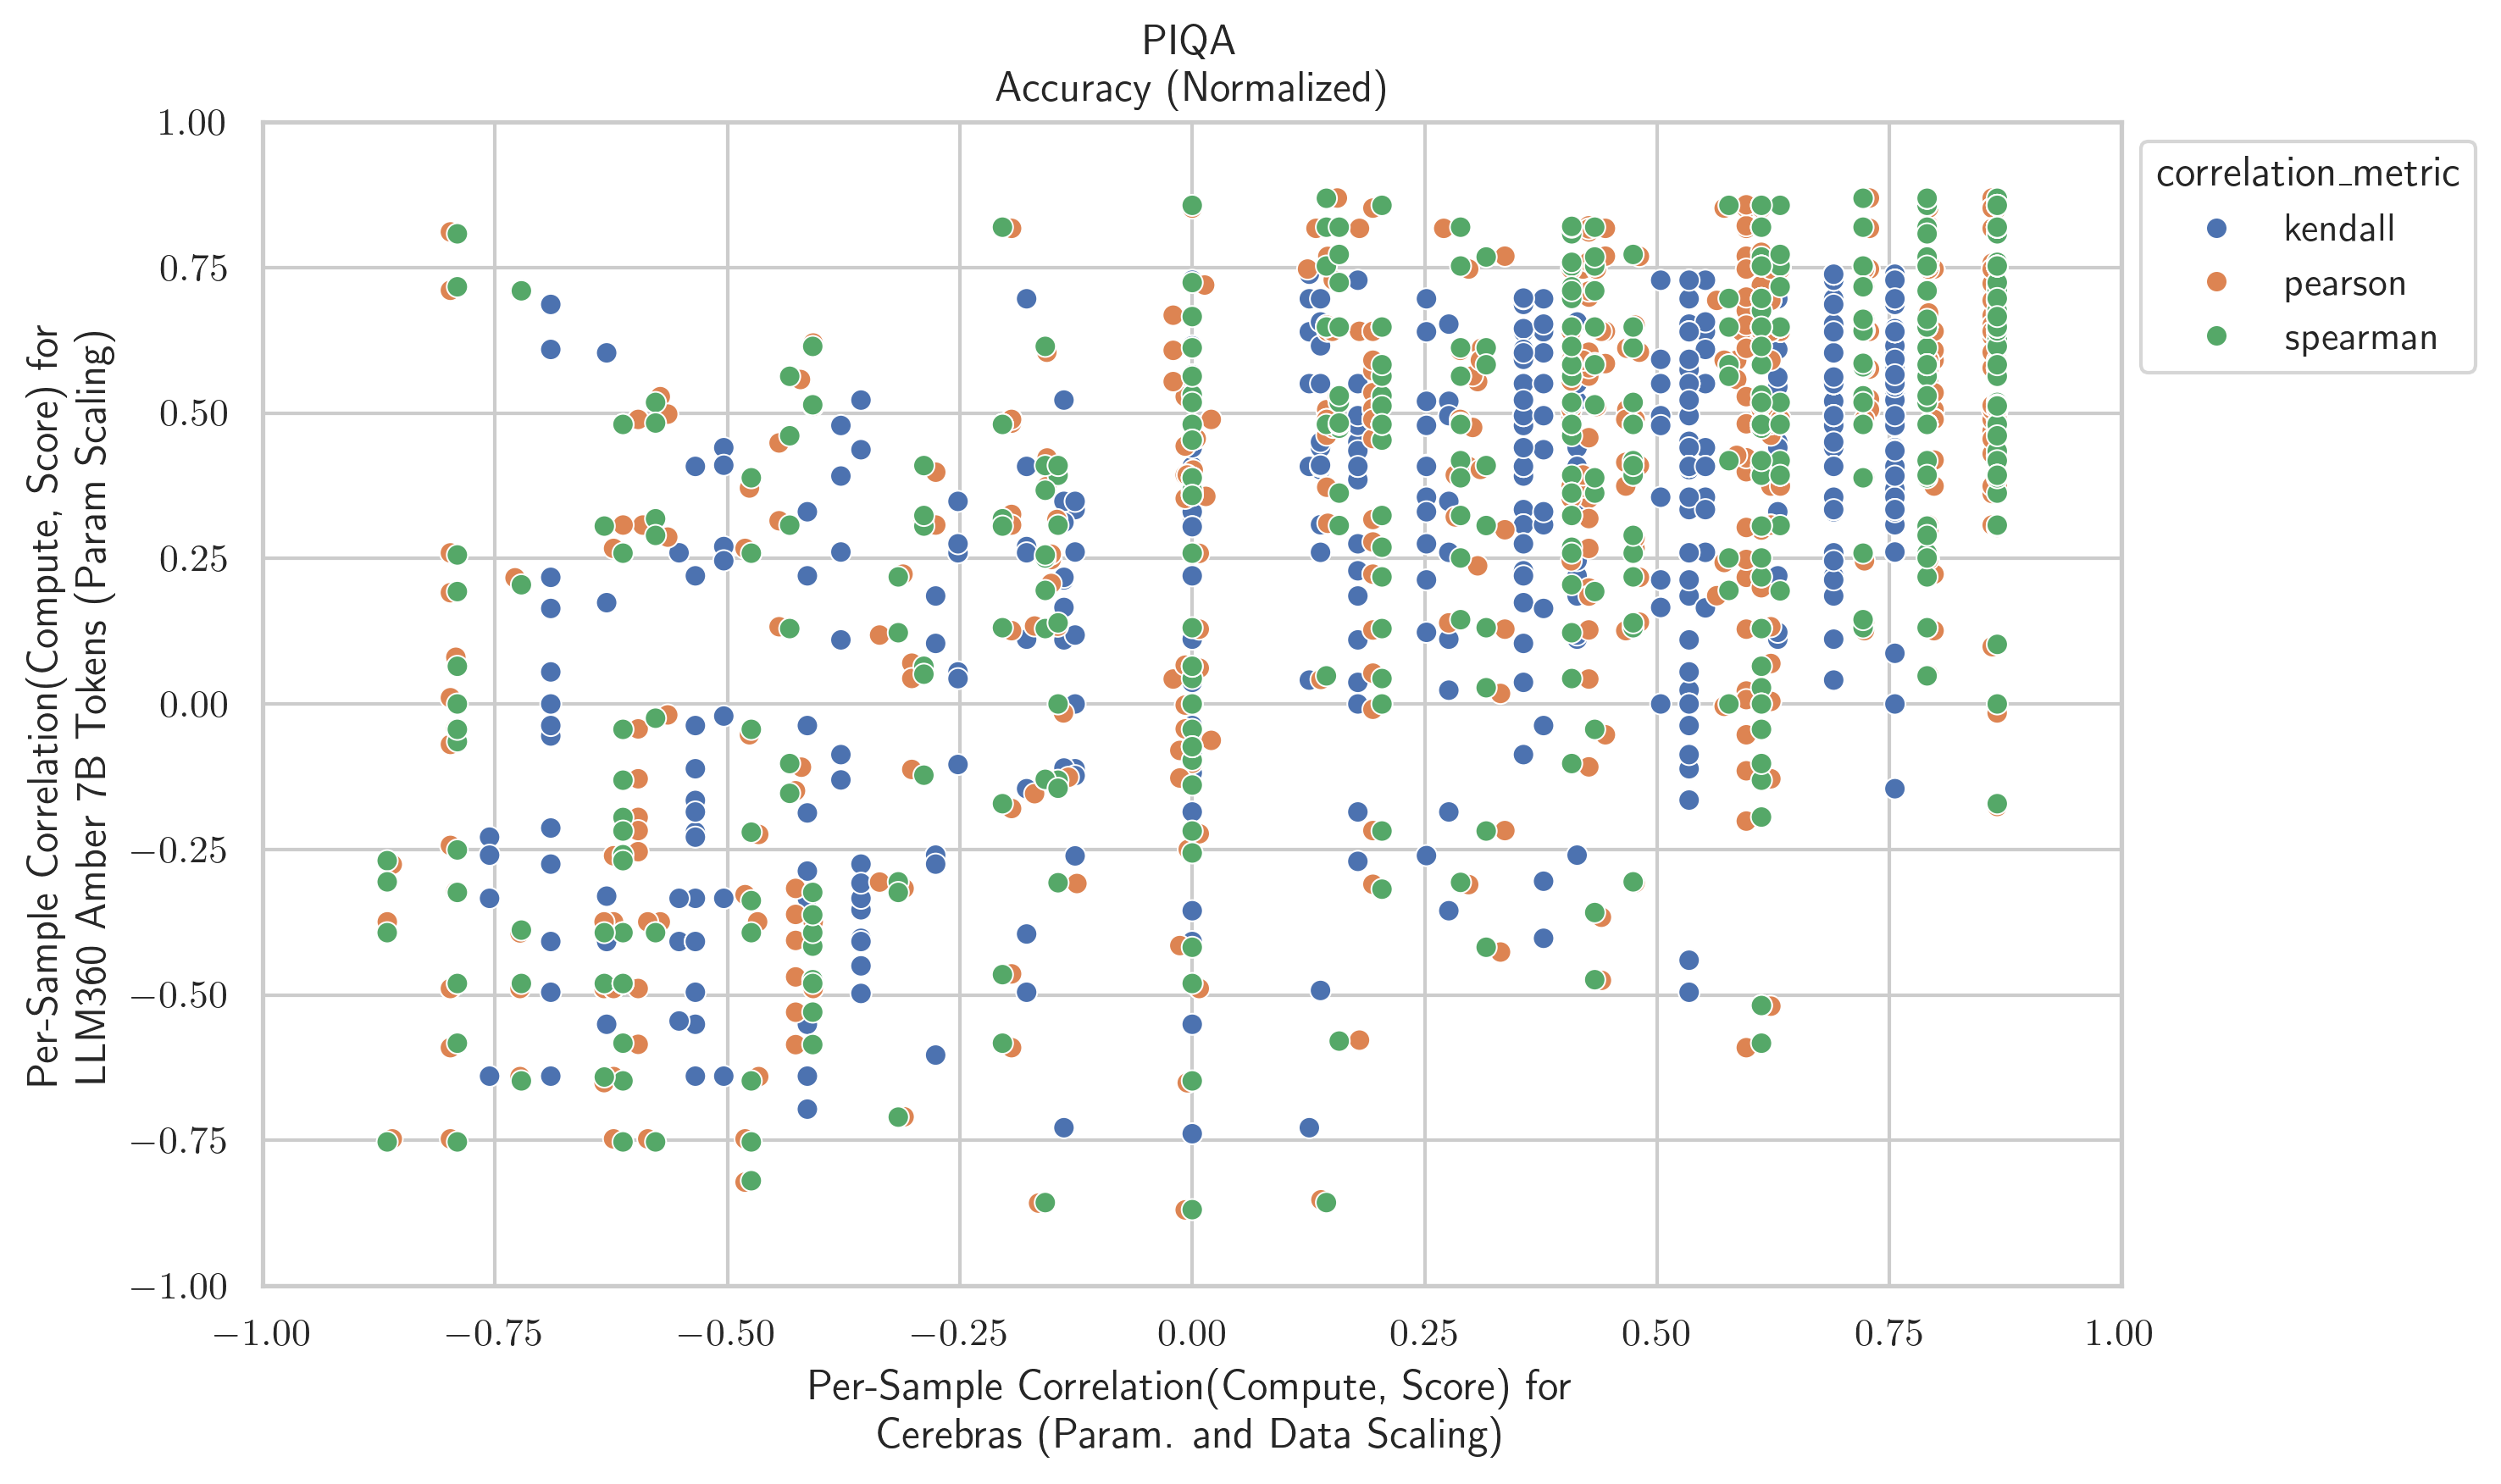 PIQA
Accuracy (Normalized)
Per-Sample Correlation(Compute, Score) for
LLM360 Amber 7B Tokens (Param Scaling)
1.00
0.75
0.50
0.25
0.00
−0.25
−0.50
−0.75
−1.00
−1.00
−0.75
−0.50
−0.25
0.00
0.25
0.50
0.75
1.00
Per-Sample Correlation(Compute, Score) for
Cerebras (Param. and Data Scaling)
correlation_metric
kendall
pearson
spearman